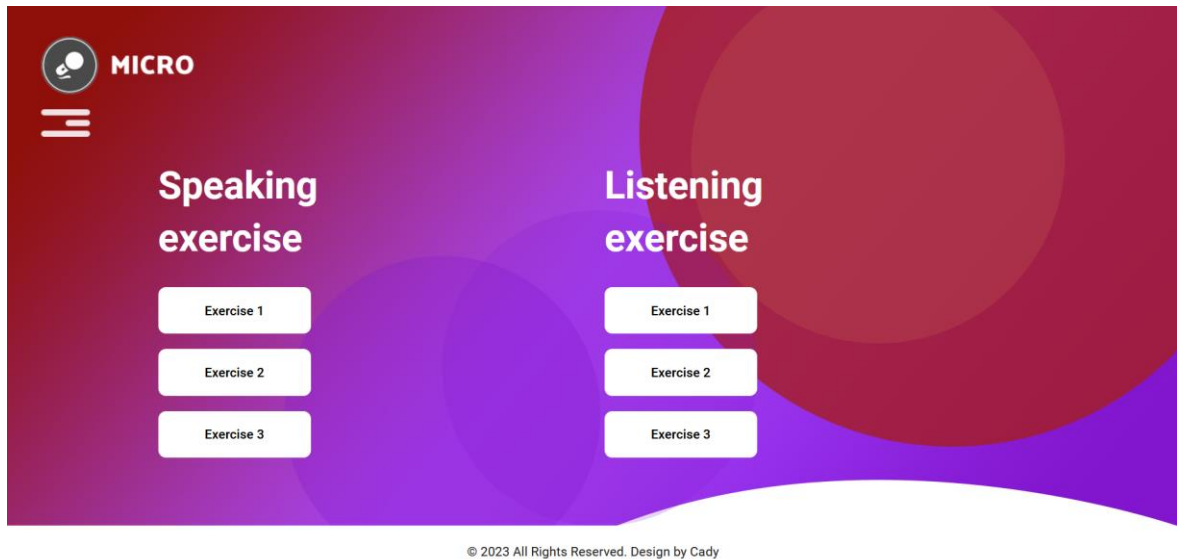 MICRO
Speaking
exercise
Exercise 1
Exercise 2
Exercise 3
Listening
exercise
Exercise 1
Exercise 2
Exercise 3
© 2023 All Rights Reserved. Design by Cady